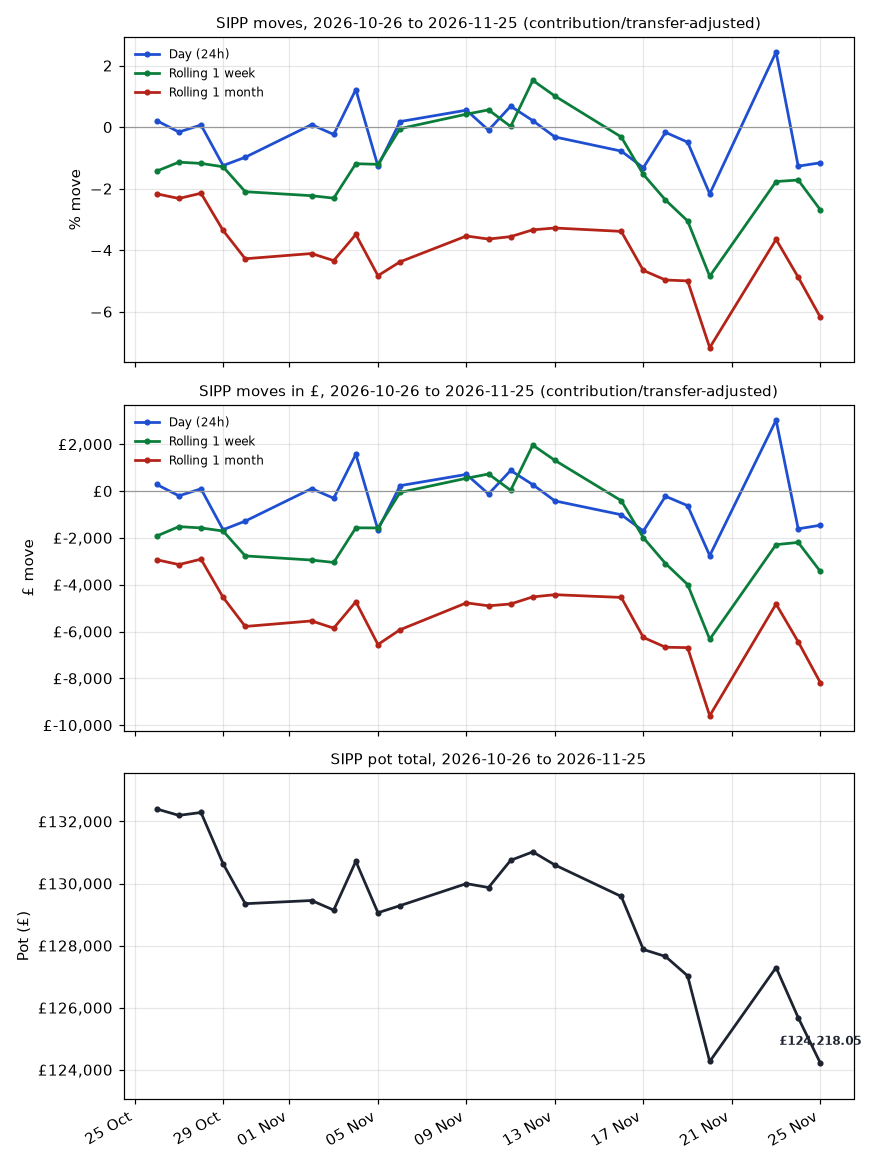 SIPP moves, 2026-10-26 to 2026-11-25 (contribution/transfer-adjusted)
Day (24h)
Rolling 1 week
Rolling 1 month
2
0
−2
−4
−6
% move
SIPP moves in £, 2026-10-26 to 2026-11-25 (contribution/transfer-adjusted)
Day (24h)
Rolling 1 week
Rolling 1 month
£2,000
£0
£-2,000
£-4,000
£-6,000
£-8,000
£-10,000
£ move
SIPP pot total, 2026-10-26 to 2026-11-25
£132,000
£130,000
£128,000
£126,000
£124,000
Pot (£)
£124,218.05
25 Oct
29 Oct
01 Nov
05 Nov
09 Nov
13 Nov
17 Nov
21 Nov
25 Nov